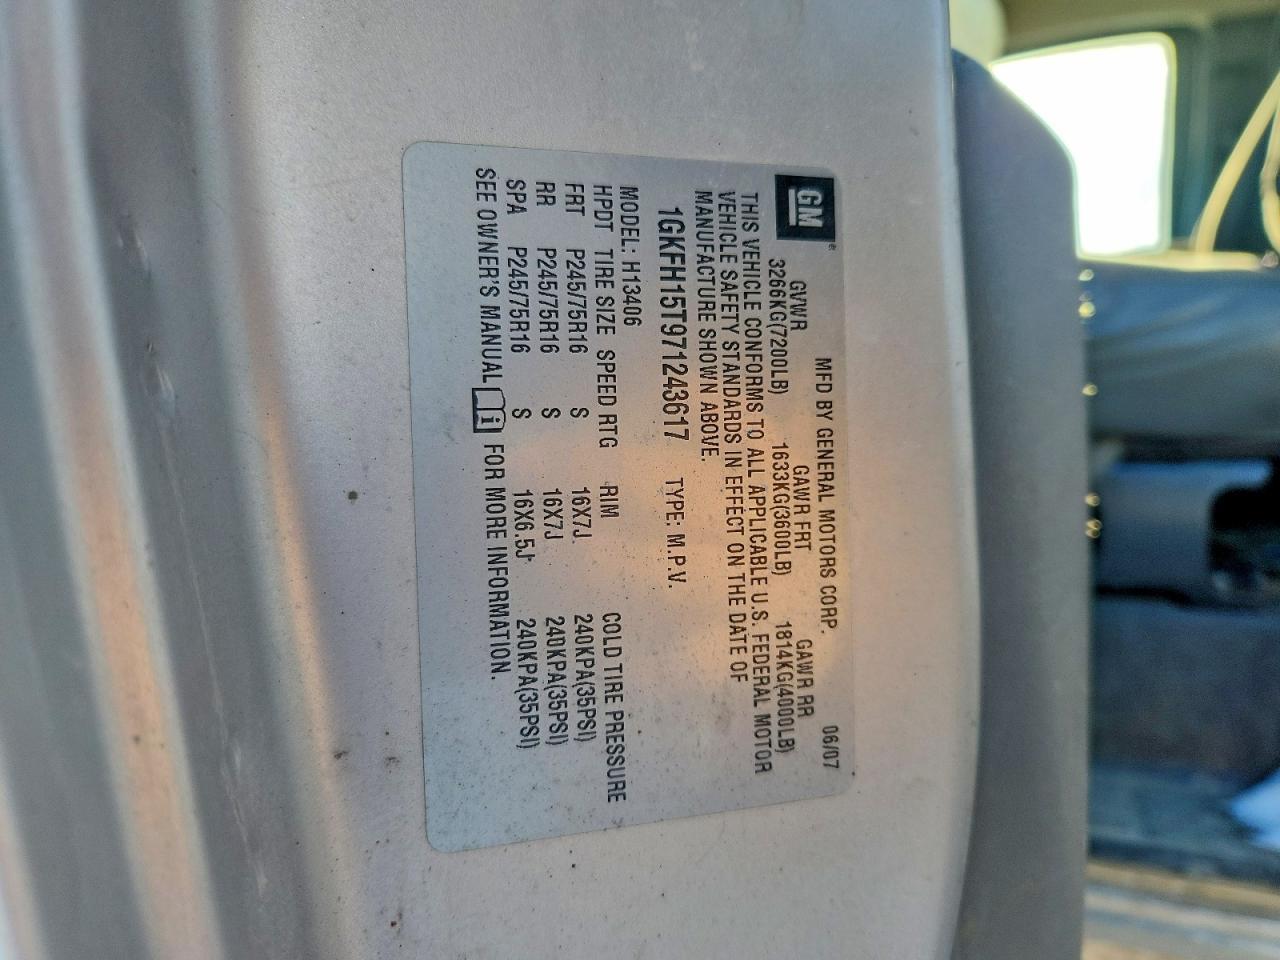 GM®
MFD BY GENERAL MOTORS CORP. 06/07
GVWR GAWR FRT GAWR RR
3266KG(7200LB) 1633KG(3600LB) 1814KG(4000LB)
THIS VEHICLE CONFORMS TO ALL APPLICABLE U.S. FEDERAL MOTOR
VEHICLE SAFETY STANDARDS IN EFFECT ON THE DATE OF
MANUFACTURE SHOWN ABOVE.
1GKFH15T971243617 TYPE: M.P.V.
MODEL: H13406
HPDT TIRE SIZE SPEED RTG RIM COLD TIRE PRESSURE
FRT P245/75R16 S 16X7J 240KPA(35PSI)
RR P245/75R16 S 16X7J 240KPA(35PSI)
SPA P245/75R16 S 16X6.5J 240KPA(35PSI)
SEE OWNER'S MANUAL i FOR MORE INFORMATION.